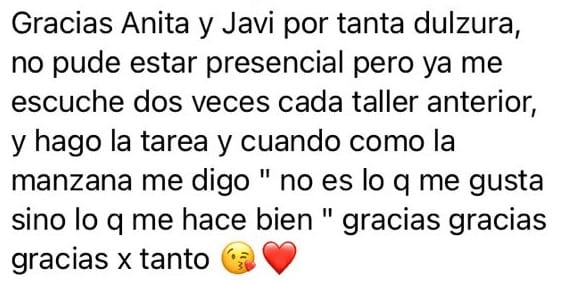 Gracias Anita y Javi por tanta dulzura,
no pude estar presencial pero ya me
escuche dos veces cada taller anterior,
y hago la tarea y cuando como la
manzana me digo " no es lo q me gusta
sino lo q me hace bien " gracias gracias
gracias x tanto 😘❤️